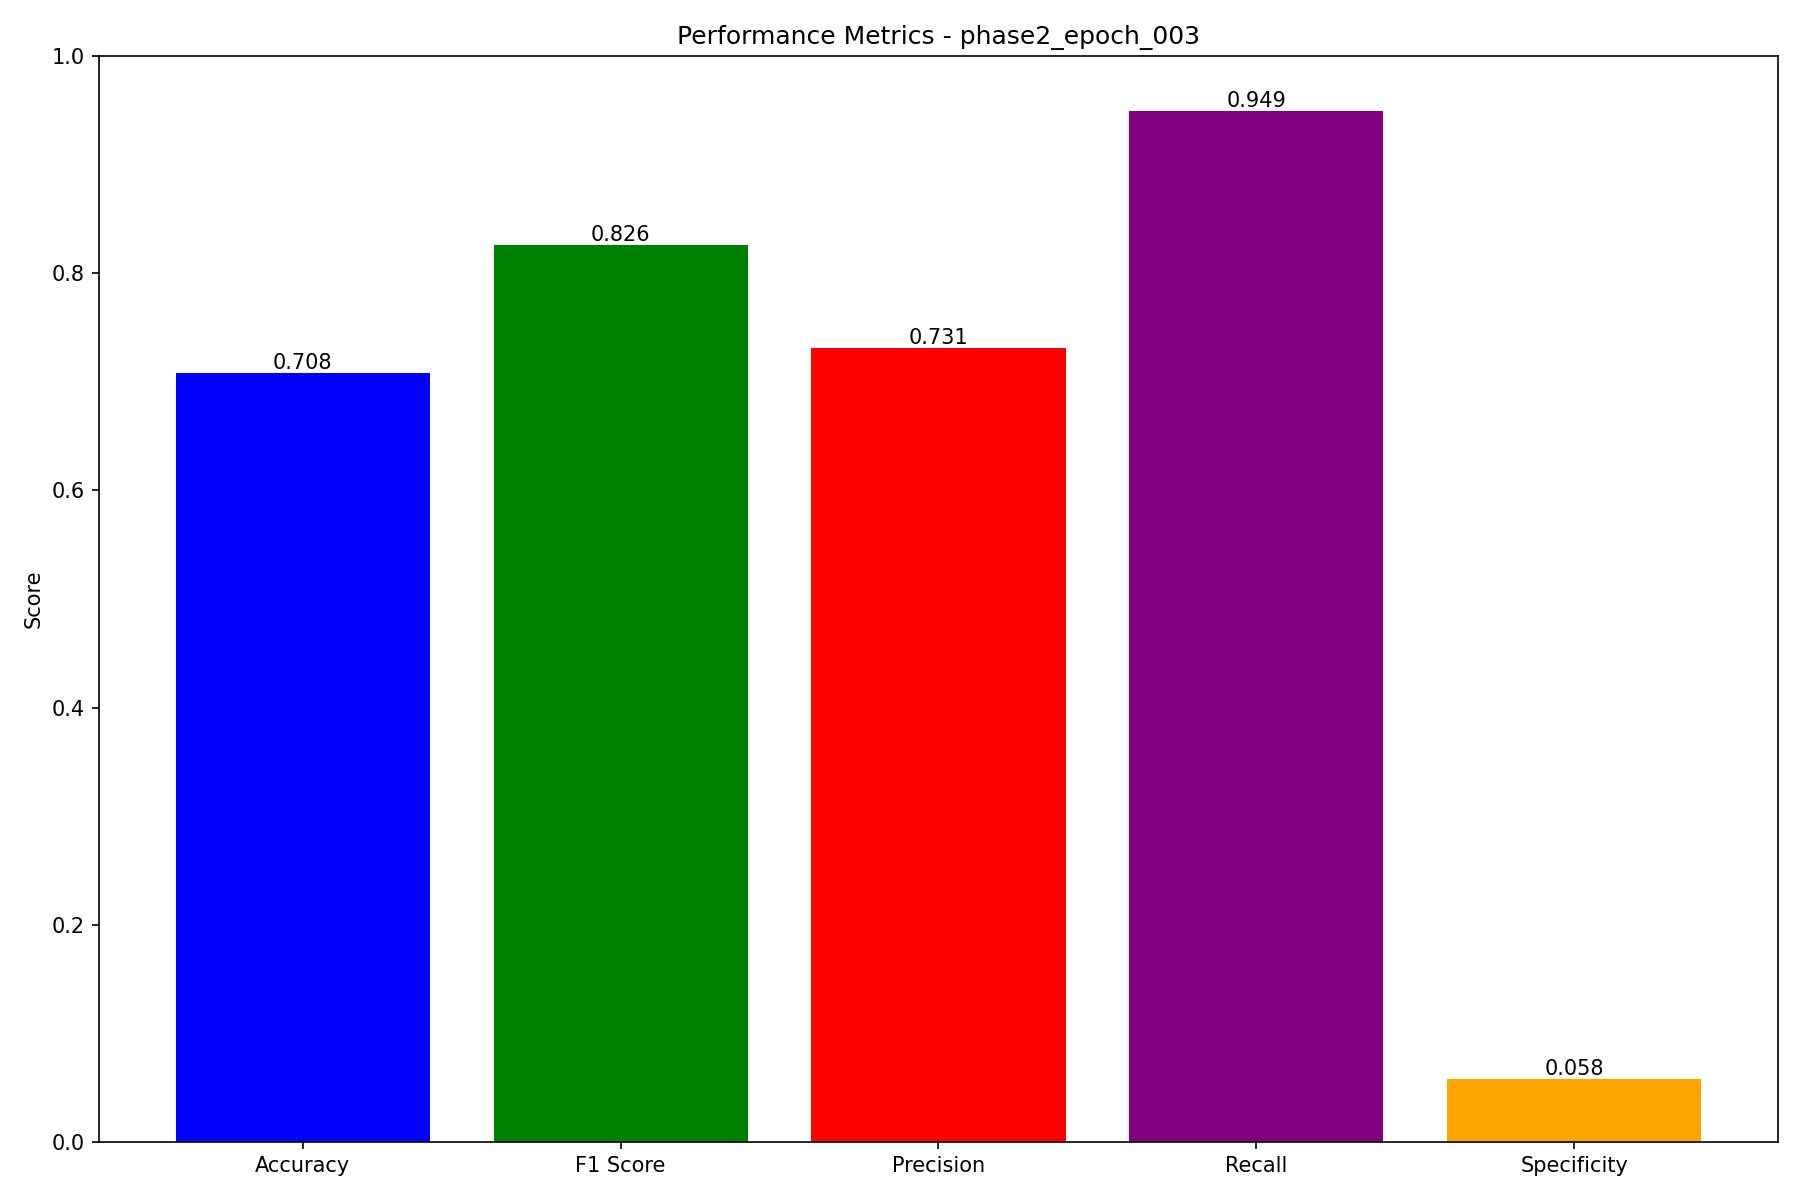 Performance Metrics - phase2_epoch_003
1.0
0.8
0.6
0.4
0.2
0.0
Score
0.708
0.826
0.731
0.949
0.058
Accuracy
F1 Score
Precision
Recall
Specificity